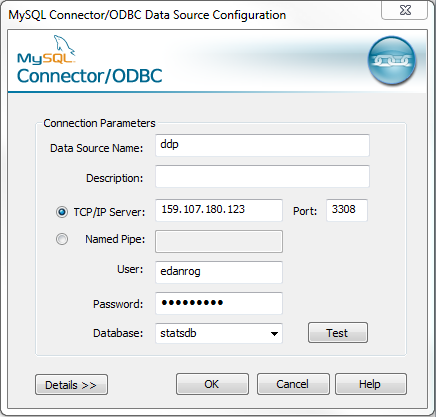 MySQL Connector/ODBC Data Source Configuration
MySQL
Connector/ODBC
Connection Parameters
Data Source Name: ddp
Description:
TCP/IP Server: 159.107.180.123 Port: 3308
Named Pipe:
User: edanrog
Password: •••••••••
Database: statsdb Test
Details >> OK Cancel Help